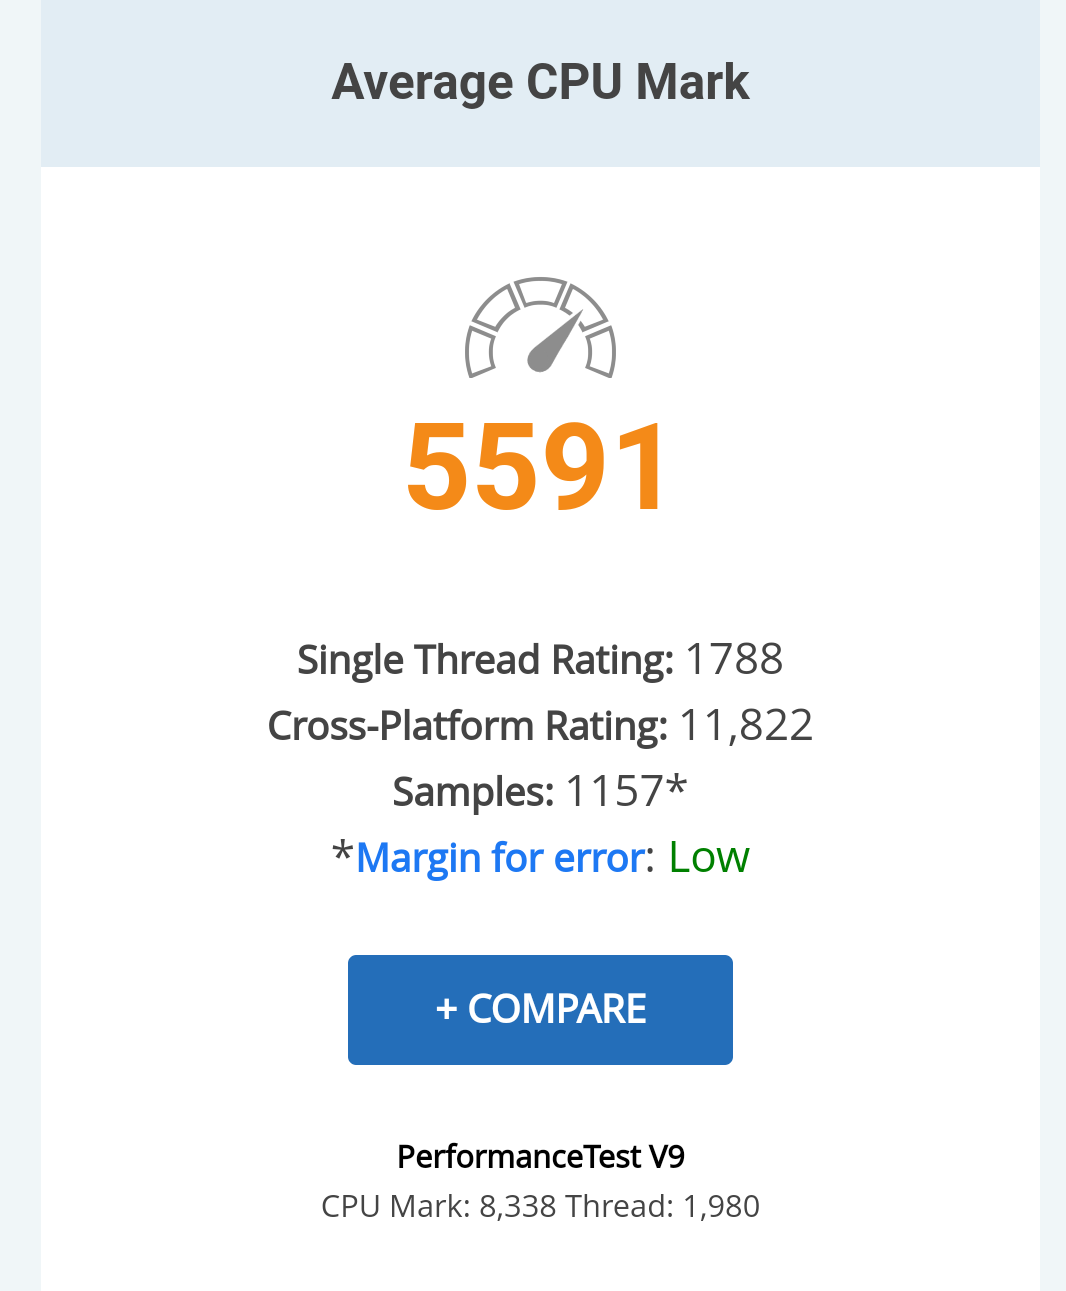 Average CPU Mark
5591
Single Thread Rating: 1788
Cross-Platform Rating: 11,822
Samples: 1157*
*Margin for error: Low
+ COMPARE
PerformanceTest V9
CPU Mark: 8,338 Thread: 1,980